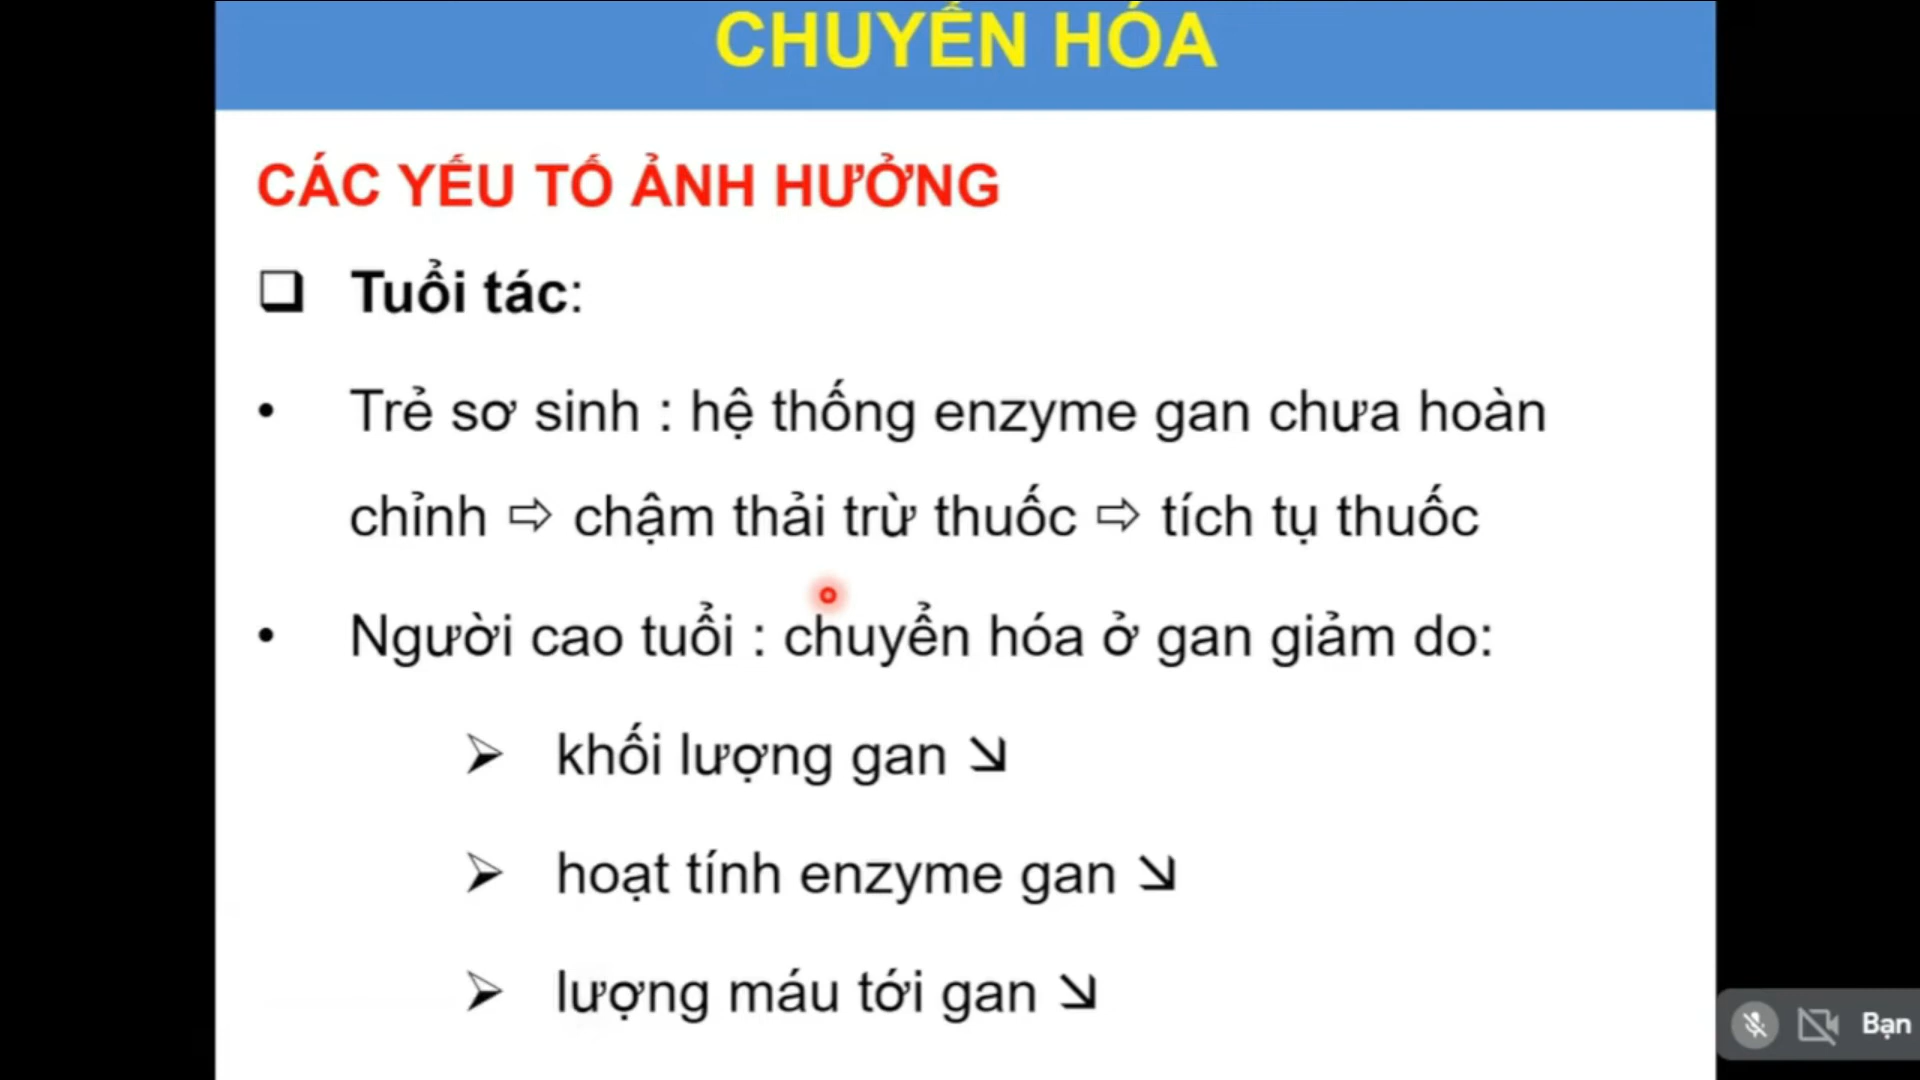 CHUYỂN HÓA
CÁC YẾU TỐ ẢNH HƯỞNG
❑ Tuổi tác:
• Trẻ sơ sinh : hệ thống enzyme gan chưa hoàn
chỉnh ⇨ chậm thải trừ thuốc ⇨ tích tụ thuốc
• Người cao tuổi : chuyển hóa ở gan giảm do:
➢ khối lượng gan ↘
➢ hoạt tính enzyme gan ↘
➢ lượng máu tới gan ↘
Bạn